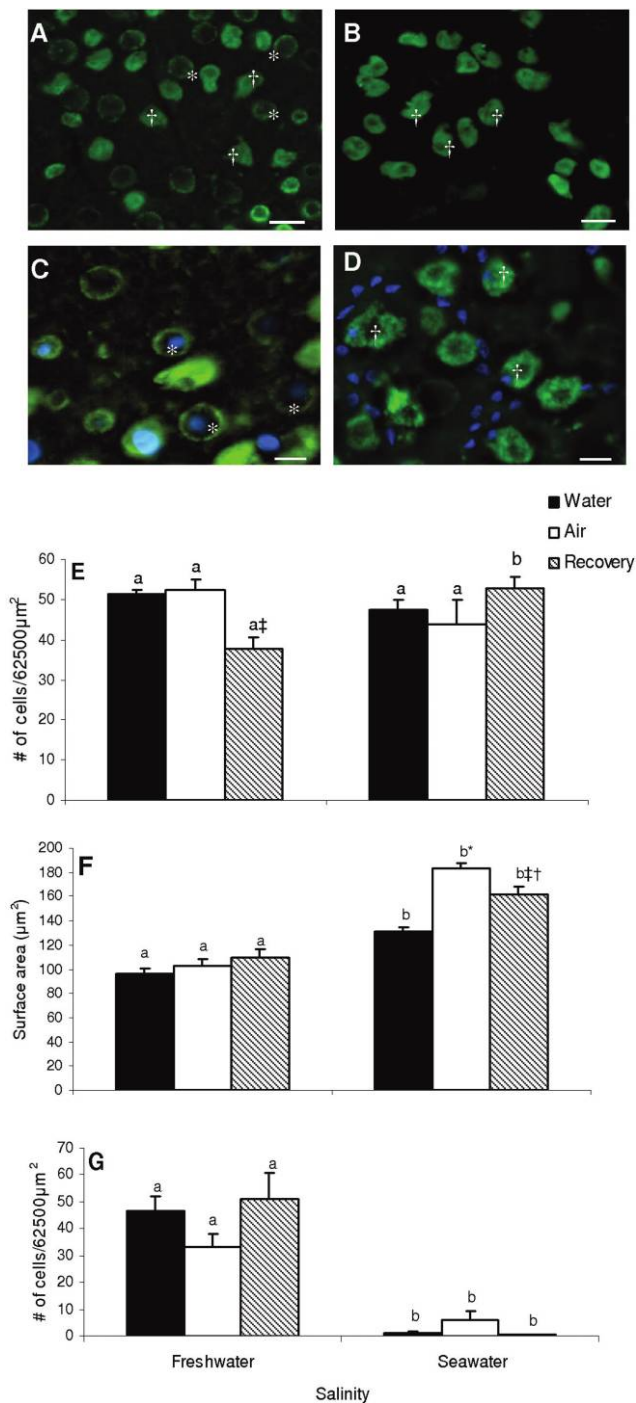 A
B
* * *
† † †
† † †
C
D
* * *
† † †
Water
Air
Recovery
E
# of cells/62500µm²
60
50
40
30
20
10
0
a a a‡ a a b
F
Surface area (µm²)
200
180
160
140
120
100
80
60
40
20
0
a a a b b* b‡†
G
# of cells/62500µm²
70
60
50
40
30
20
10
0
a a a b b b
Freshwater Seawater
Salinity